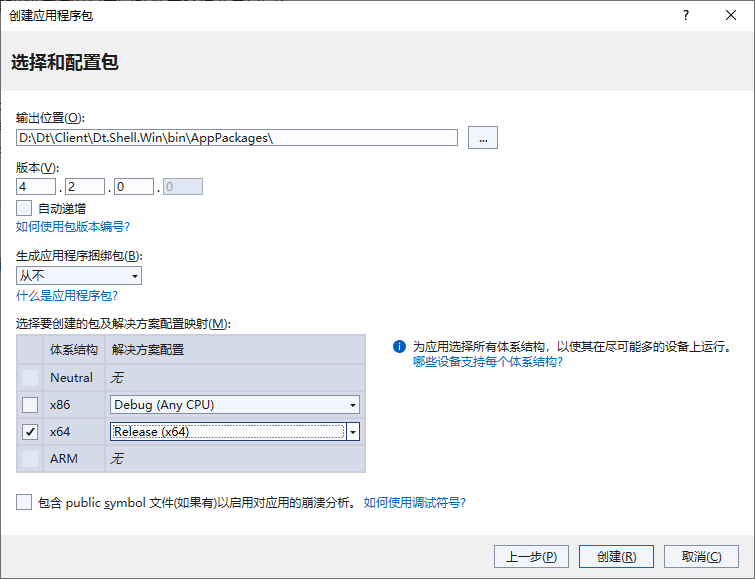 创建应用程序包
?
选择和配置包
输出位置(O):
D:\Dt\Client\Dt.Shell.Win\bin\AppPackages\
...
版本(V):
4 . 2 . 0 . 0
自动递增
如何使用包版本编号?
生成应用程序捆绑包(B):
从不
什么是应用程序包?
选择要创建的包及解决方案配置映射(M):
体系结构 解决方案配置
Neutral 无
x86 Debug (Any CPU)
x64 Release (x64)
ARM 无
为应用选择所有体系结构，以使其在尽可能多的设备上运行。
哪些设备支持每个体系结构?
包含 public symbol 文件(如果有)以启用对应用的崩溃分析。 如何使用调试符号?
上一步(P) 创建(R) 取消(C)